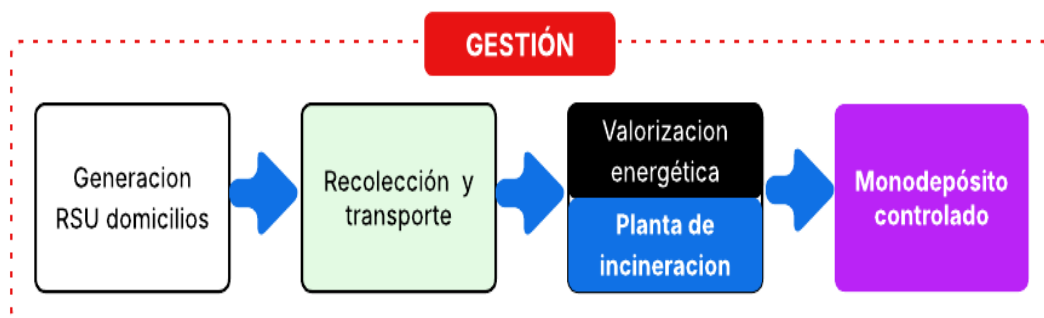 GESTIÓN
Generacion
RSU domicilios
Recolección y
transporte
Valorizacion
energética
Planta de
incineracion
Monodepósito
controlado